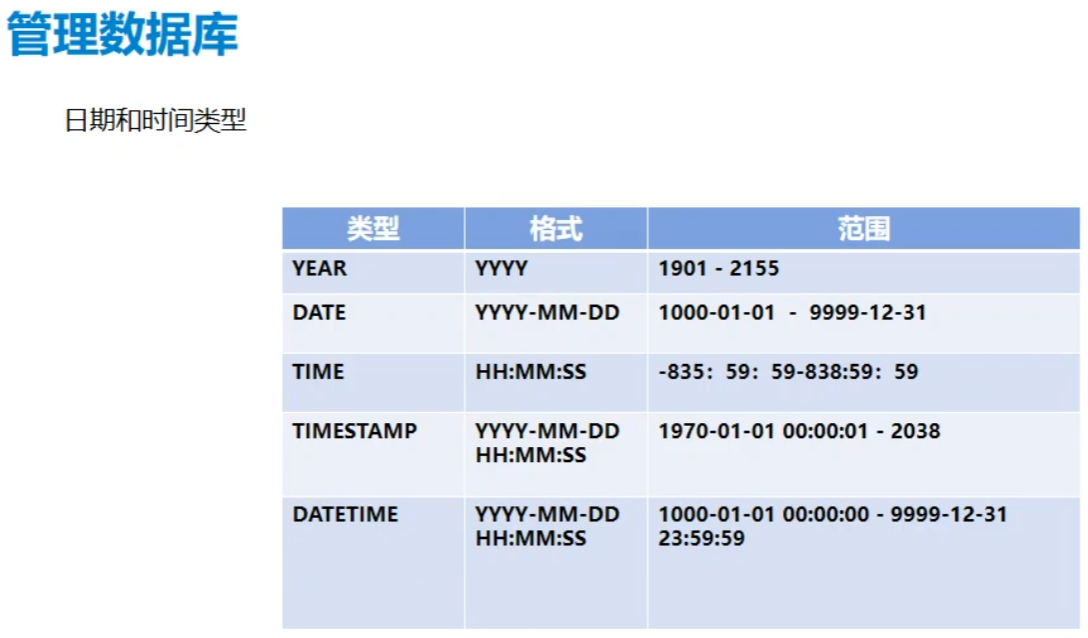 管理数据库
日期和时间类型
类型 格式 范围
YEAR YYYY 1901 - 2155
DATE YYYY-MM-DD 1000-01-01 - 9999-12-31
TIME HH:MM:SS -835：59：59-838:59：59
TIMESTAMP YYYY-MM-DD 1970-01-01 00:00:01 - 2038
HH:MM:SS
DATETIME YYYY-MM-DD 1000-01-01 00:00:00 - 9999-12-31
HH:MM:SS 23:59:59